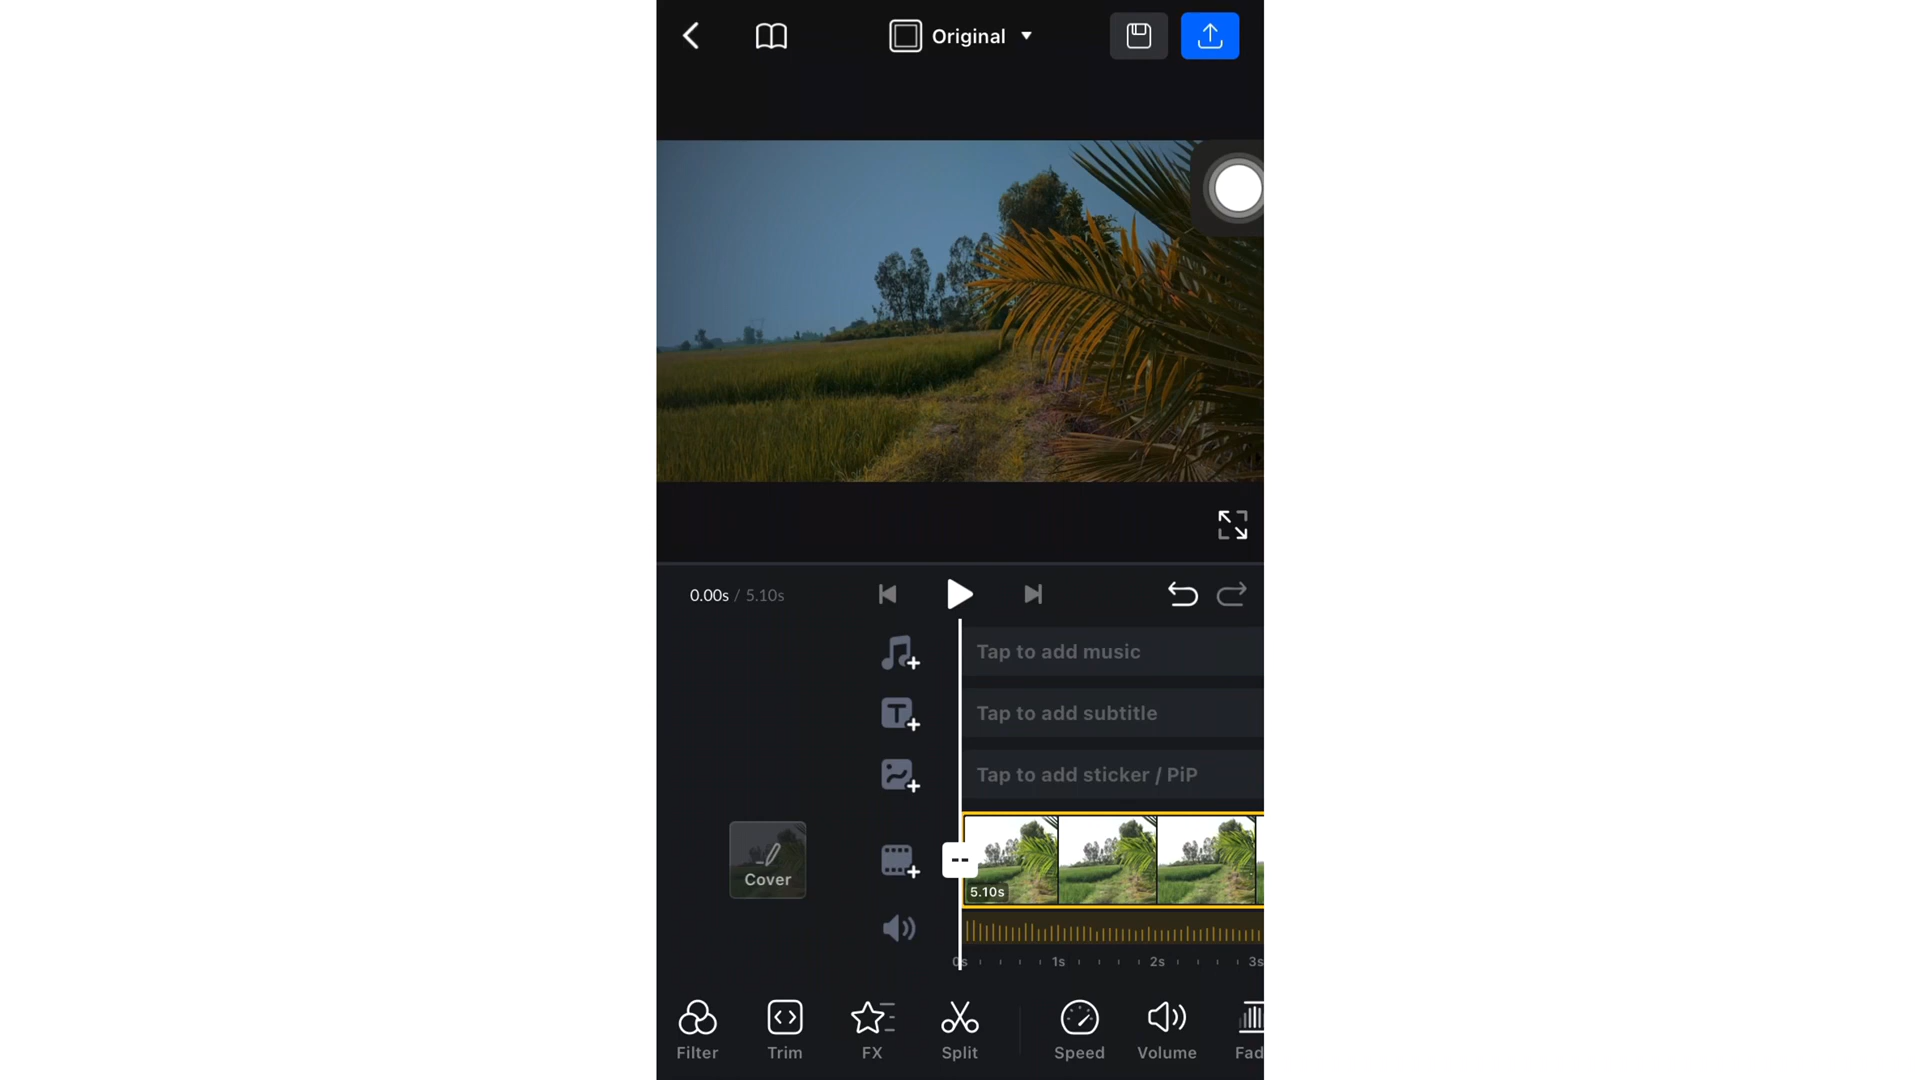 Original
0.00s / 5.10s
Tap to add music
Tap to add subtitle
Tap to add sticker / PiP
Cover
5.10s
0s 1s 2s 3s
Filter Trim FX Split Speed Volume Fad